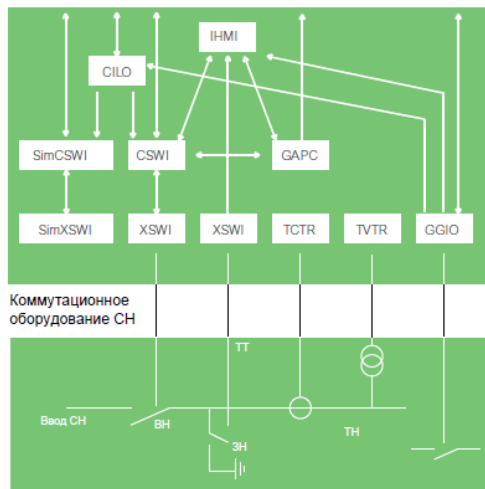 IHMI
CILO
SimCSWI CSWI GAPC
SimXSWI XSWI XSWI TCTR TVTR GGIO
Коммутационное
оборудование СН
ТТ
Ввод СН
ВН
ЗН
ТН